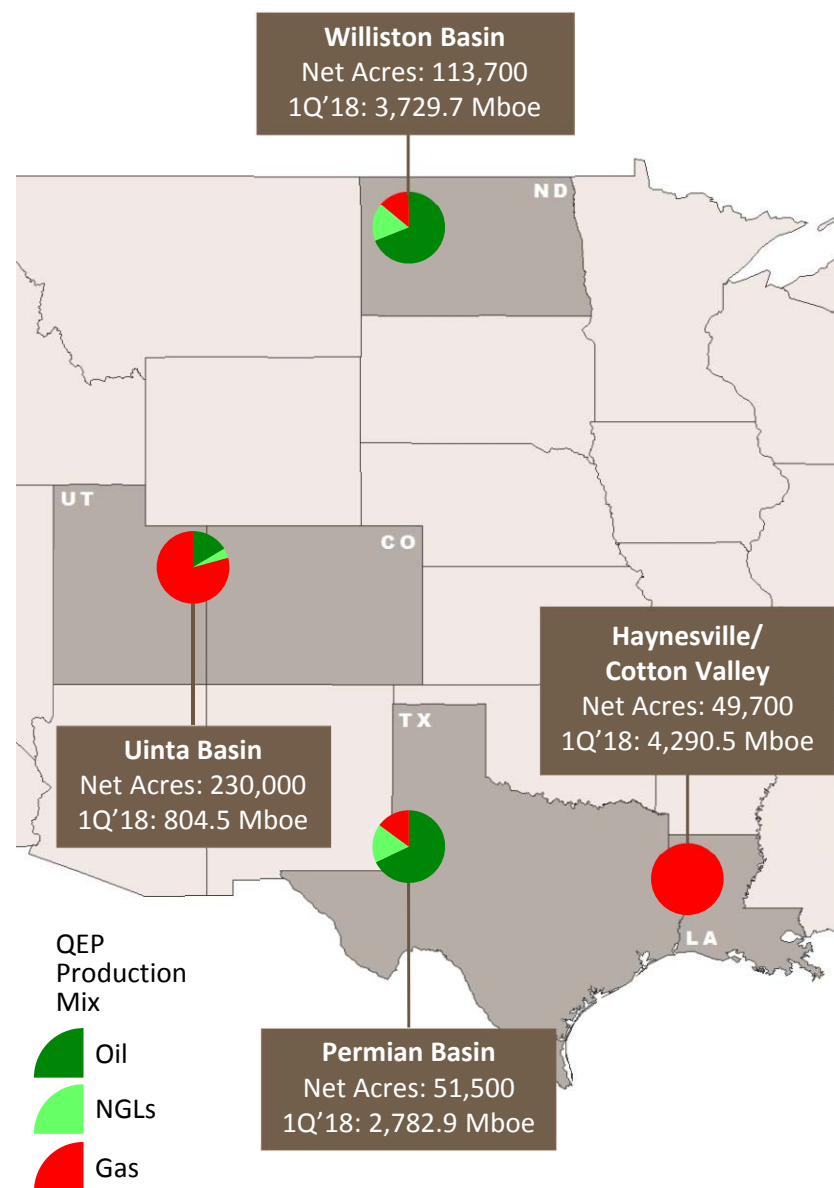 Williston Basin
Net Acres: 113,700
1Q’18: 3,729.7 Mboe
ND
UT
CO
Haynesville/
Cotton Valley
Net Acres: 49,700
1Q’18: 4,290.5 Mboe
TX
Uinta Basin
Net Acres: 230,000
1Q’18: 804.5 Mboe
LA
QEP
Production
Mix
Oil
NGLs
Gas
Permian Basin
Net Acres: 51,500
1Q’18: 2,782.9 Mboe